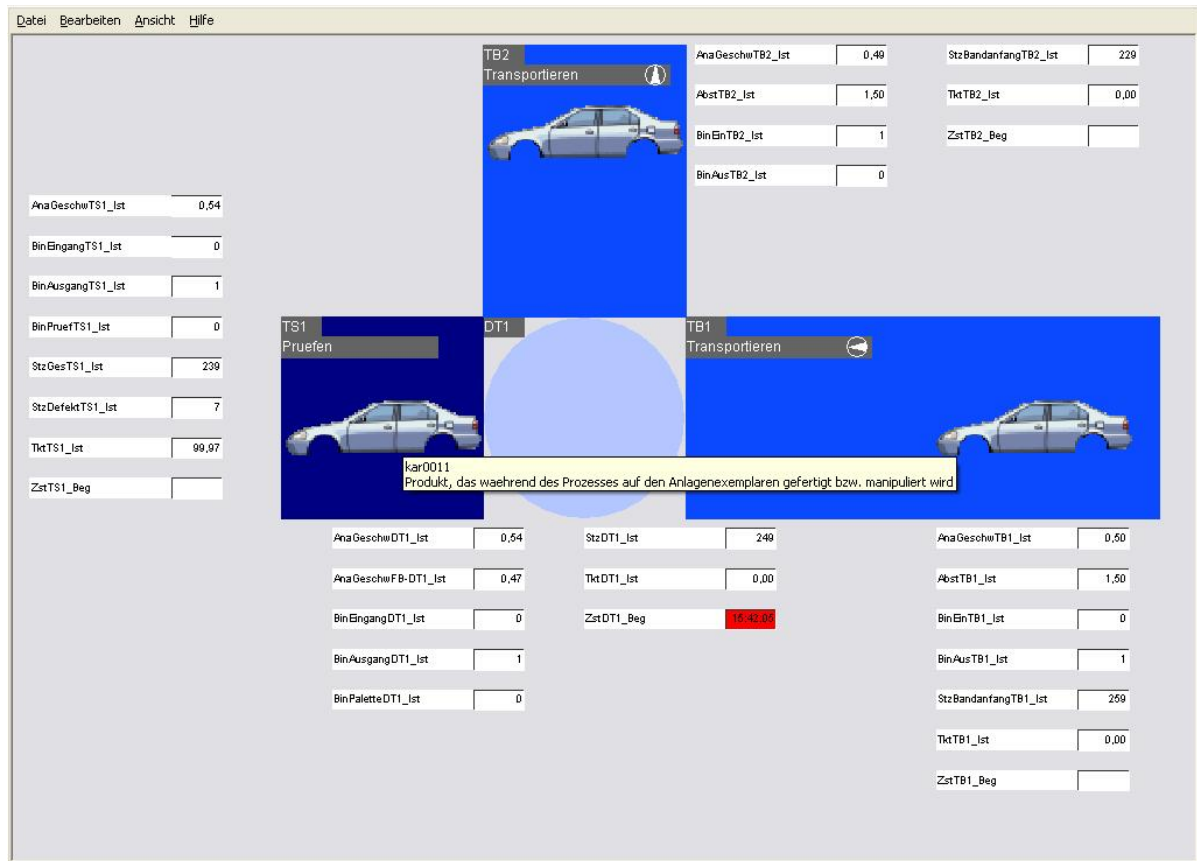 Datei Bearbeiten Ansicht Hilfe
TB2
Transportieren
AnaGeschwTB2_Ist 0,49
StzBandanfangTB2_Ist 229
AbstTB2_Ist 1,50
TktTB2_Ist 0,00
BinEinTB2_Ist 1
ZstTB2_Beg
BinAusTB2_Ist 0
AnaGeschwTS1_Ist 0,54
BinEingangTS1_Ist 0
BinAusgangTS1_Ist 1
BinPruefTS1_Ist 0
StzGesTS1_Ist 239
StzDefektTS1_Ist 7
TktTS1_Ist 99,97
ZstTS1_Beg
TS1
Pruefen
DT1
TB1
Transportieren
kar0011
Produkt, das waehrend des Prozesses auf den Anlagenexemplaren gefertigt bzw. manipuliert wird
AnaGeschwDT1_Ist 0,54
AnaGeschwFB-DT1_Ist 0,47
BinEingangDT1_Ist 0
BinAusgangDT1_Ist 1
BinPaletteDT1_Ist 0
StzDT1_Ist 249
TktDT1_Ist 0,00
ZstDT1_Beg 15:42:05
AnaGeschwTB1_Ist 0,50
AbstTB1_Ist 1,50
BinEinTB1_Ist 0
BinAusTB1_Ist 1
StzBandanfangTB1_Ist 259
TktTB1_Ist 0,00
ZstTB1_Beg